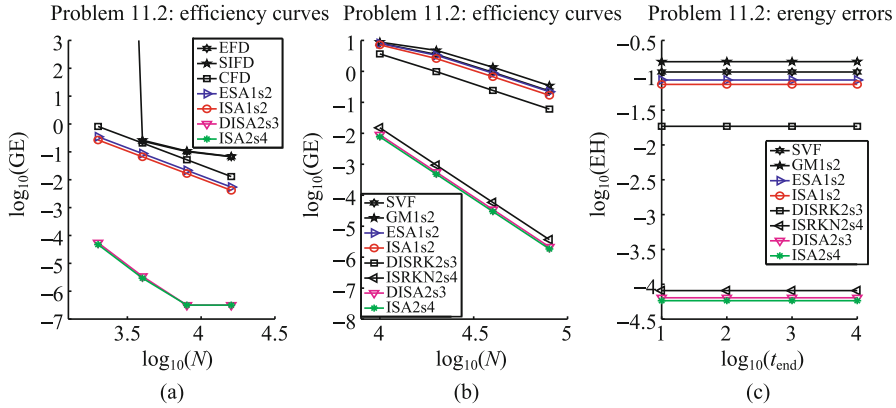 Problem 11.2: efficiency curves
log10(GE)
3
2
1
0
−1
−2
−3
−4
−5
−6
−7
EFD
SIFD
CFD
ESA1s2
ISA1s2
DISA2s3
ISA2s4
3.5
4
4.5
log10(N)
(a)
Problem 11.2: efficiency curves
log10(GE)
1
0
−1
−2
−3
−4
−5
−6
−7
−8
SVF
GM1s2
ESA1s2
ISA1s2
DISRK2s3
ISRKN2s4
DISA2s3
ISA2s4
4
4.5
5
log10(N)
(b)
Problem 11.2: erengy errors
log10(EH)
−0.5
−1
−1.5
−2
−2.5
−3
−3.5
−4
−4.5
SVF
GM1s2
ESA1s2
ISA1s2
DISRK2s3
ISRKN2s4
DISA2s3
ISA2s4
1
2
3
4
log10(tend)
(c)